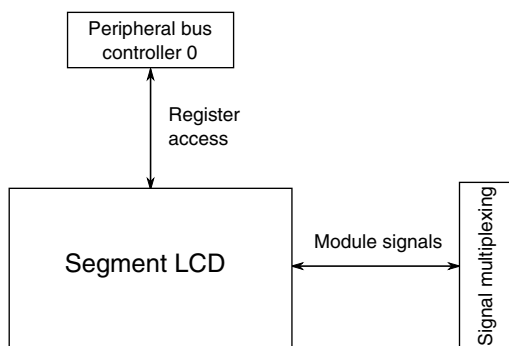 Peripheral bus
controller 0
Register
access
Segment LCD
Module signals
Signal multiplexing